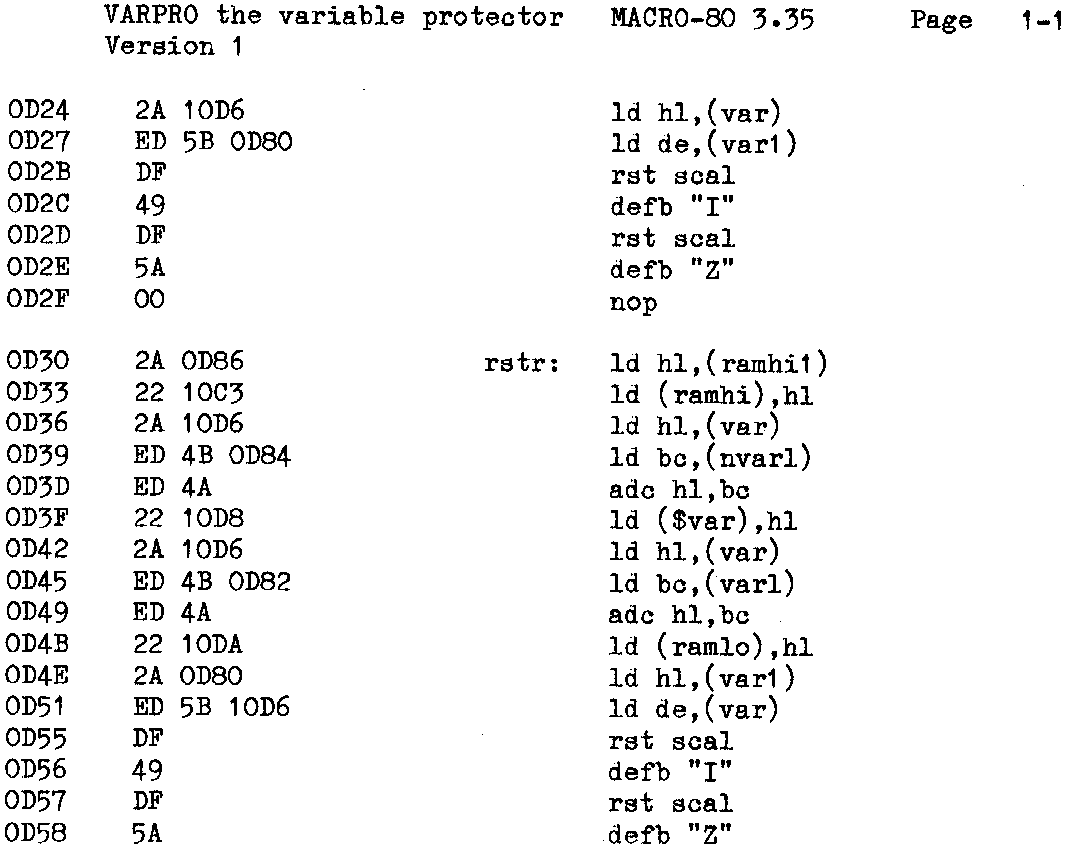 VARPRO the variable protector MACRO-80 3.35 Page 1-1
Version 1
0D24 2A 10D6 ld hl,(var)
0D27 ED 5B 0D80 ld de,(var1)
0D2B DF rst scal
0D2C 49 defb "I"
0D2D DF rst scal
0D2E 5A defb "Z"
0D2F 00 nop
0D30 2A 0D86 rstr: ld hl,(ramhi1)
0D33 22 10C3 ld (ramhi),hl
0D36 2A 10D6 ld hl,(var)
0D39 ED 4B 0D84 ld bc,(nvarl)
0D3D ED 4A adc hl,bc
0D3F 22 10D8 ld ($var),hl
0D42 2A 10D6 ld hl,(var)
0D45 ED 4B 0D82 ld bc,(varl)
0D49 ED 4A adc hl,bc
0D4B 22 10DA ld (ramlo),hl
0D4E 2A 0D80 ld hl,(var1)
0D51 ED 5B 10D6 ld de,(var)
0D55 DF rst scal
0D56 49 defb "I"
0D57 DF rst scal
0D58 5A defb "Z"